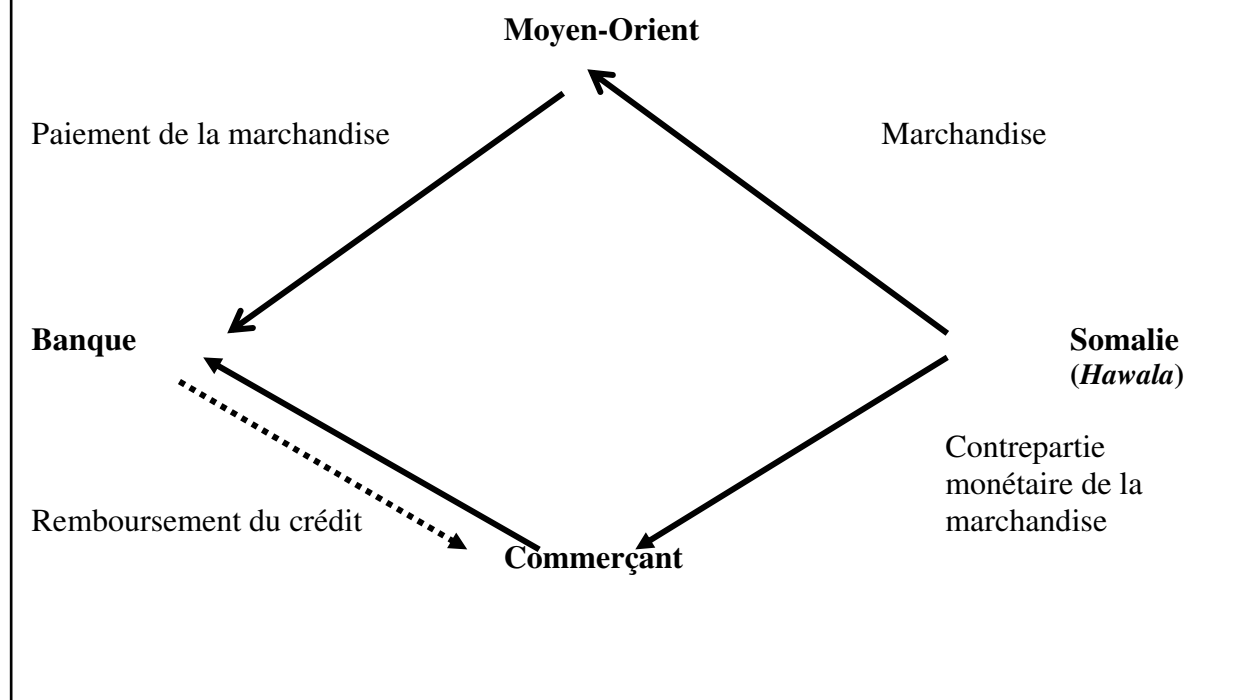 Moyen-Orient
Paiement de la marchandise
Marchandise
Banque
Somalie
(Hawala)
Contrepartie
monétaire de la
marchandise
Remboursement du crédit
Commerçant